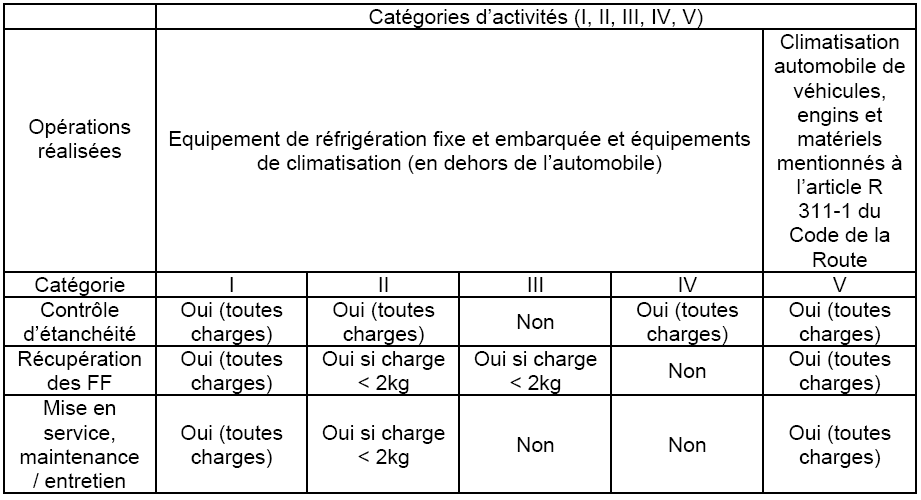 Catégories d’activités (I, II, III, IV, V)
Opérations
réalisées
Equipement de réfrigération fixe et embarquée et équipements
de climatisation (en dehors de l’automobile)
Climatisation
automobile de
véhicules,
engins et
matériels
mentionnés à
l’article R
311-1 du
Code de la
Route
Catégorie I II III IV V
Contrôle
d’étanchéité
Oui (toutes
charges)
Oui (toutes
charges)
Non
Oui (toutes
charges)
Oui (toutes
charges)
Récupération
des FF
Oui (toutes
charges)
Oui si charge
< 2kg
Oui si charge
< 2kg
Non
Oui (toutes
charges)
Mise en
service,
maintenance
/ entretien
Oui (toutes
charges)
Oui si charge
< 2kg
Non
Non
Oui (toutes
charges)